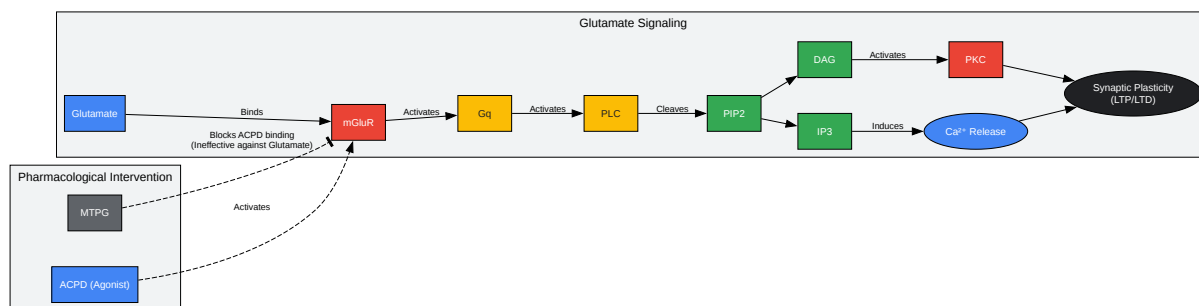 Glutamate Signaling
DAG
Activates
PKC
Synaptic Plasticity
(LTP/LTD)
Glutamate
Binds
mGluR
Activates
Gq
Activates
PLC
Cleaves
PIP2
IP3
Induces
Ca²⁺ Release
Blocks ACPD binding
(Ineffective against Glutamate)
Pharmacological Intervention
MTPG
Activates
ACPD (Agonist)